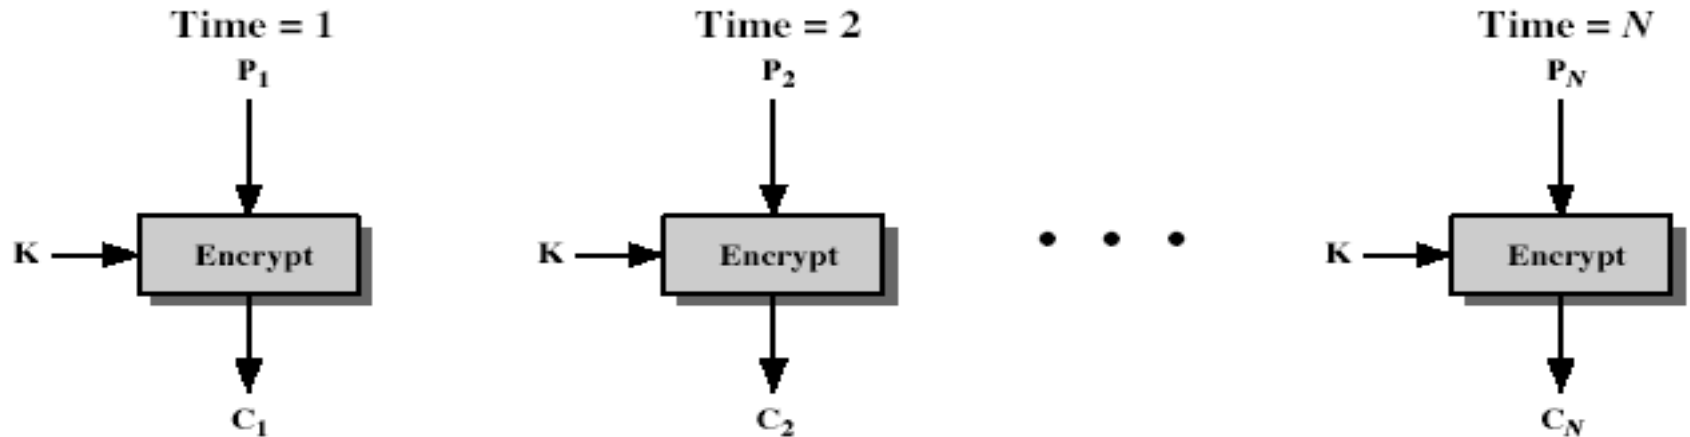 Time = 1 Time = 2 Time = N
P1 P2 PN
K Encrypt K Encrypt K Encrypt
C1 C2 CN